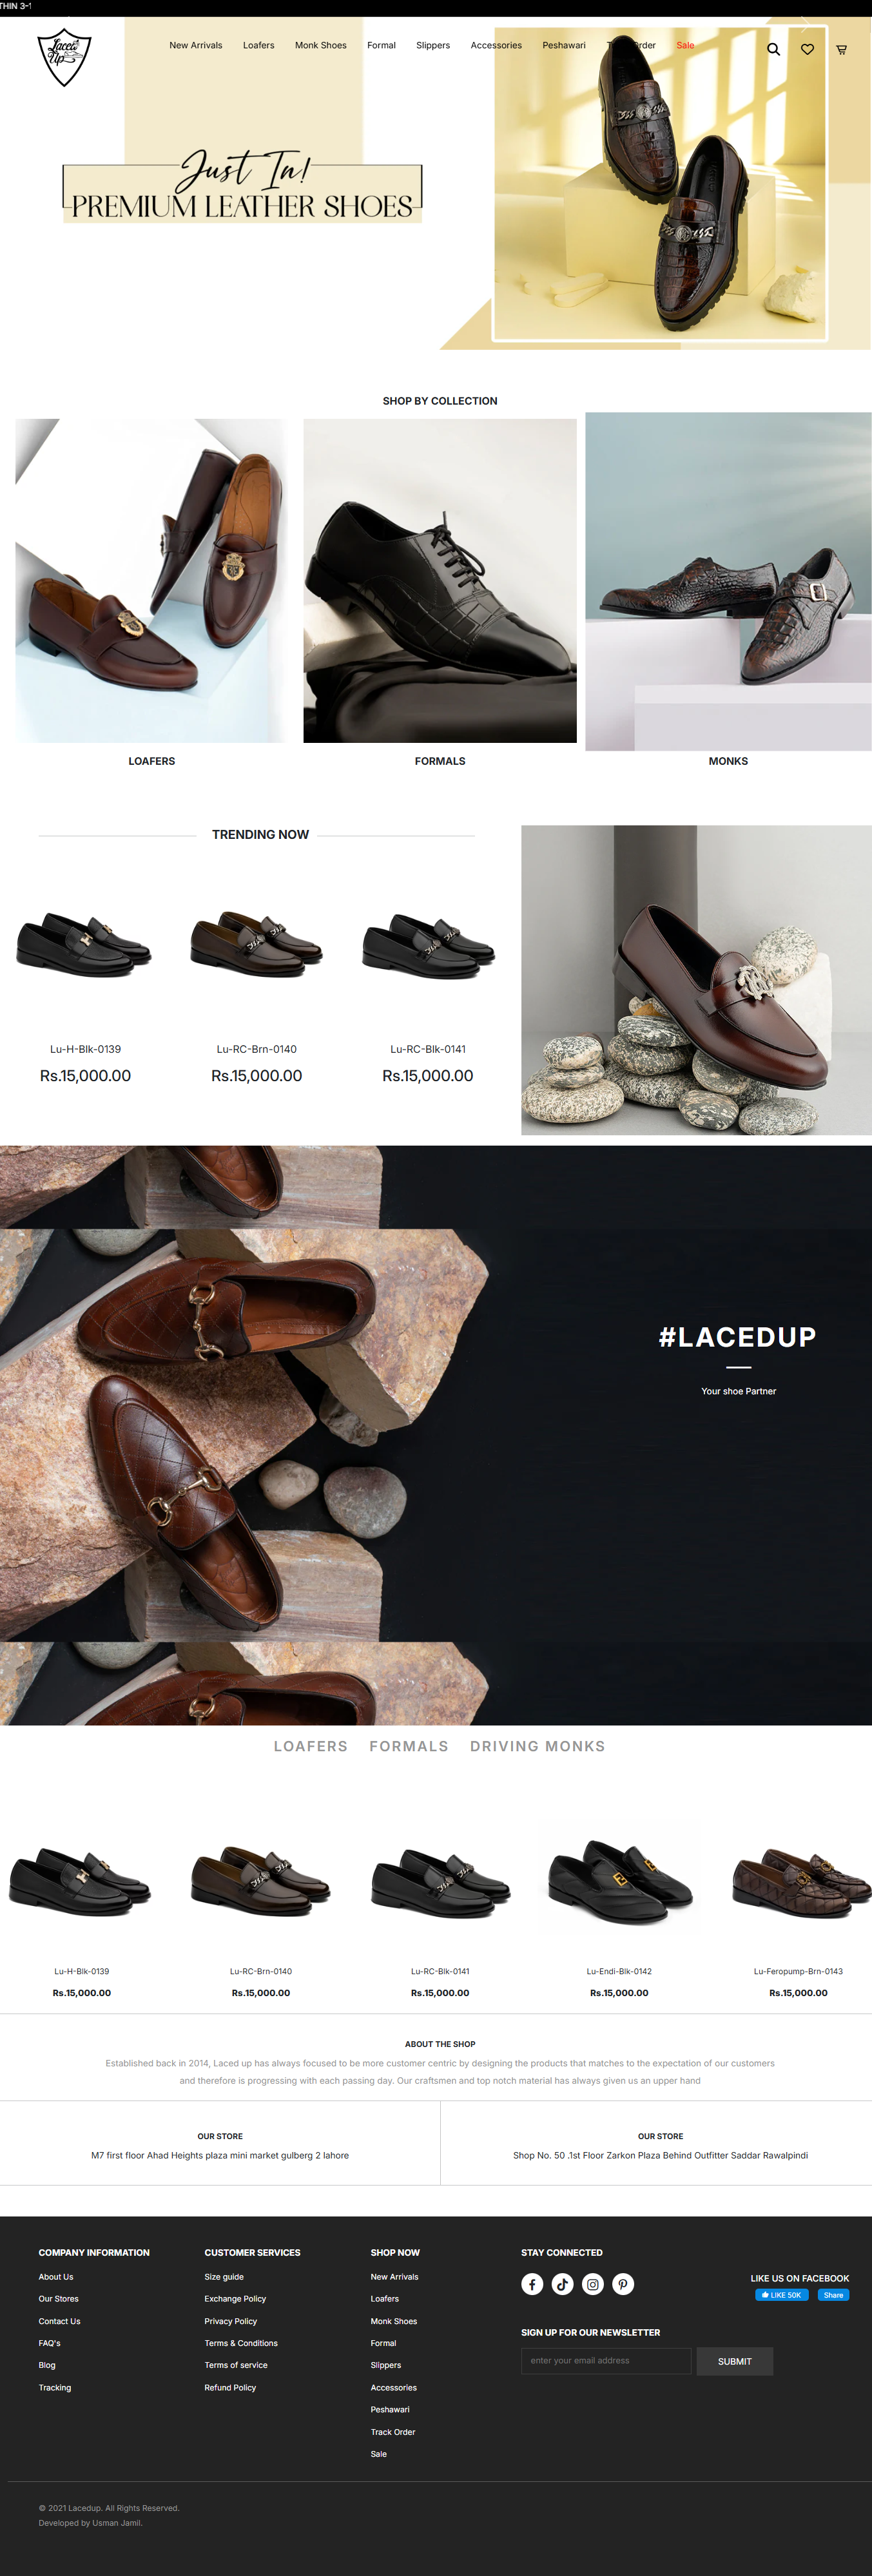 THIN 3-
Laced Up
New Arrivals Loafers Monk Shoes Formal Slippers Accessories Peshawari Order Sale
Just In!
PREMIUM LEATHER SHOES
SHOP BY COLLECTION
LOAFERS FORMALS MONKS
TRENDING NOW
Lu-H-Blk-0139 Lu-RC-Brn-0140 Lu-RC-Blk-0141
Rs.15,000.00 Rs.15,000.00 Rs.15,000.00
#LACEDUP
Your shoe Partner
LOAFERS FORMALS DRIVING MONKS
Lu-H-Blk-0139 Lu-RC-Brn-0140 Lu-RC-Blk-0141 Lu-Endi-Blk-0142 Lu-Feropump-Brn-0143
Rs.15,000.00 Rs.15,000.00 Rs.15,000.00 Rs.15,000.00 Rs.15,000.00
ABOUT THE SHOP
Established back in 2014, Laced up has always focused to be more customer centric by designing the products that matches to the expectation of our customers
and therefore is progressing with each passing day. Our craftsmen and top notch material has always given us an upper hand
OUR STORE
M7 first floor Ahad Heights plaza mini market gulberg 2 lahore
OUR STORE
Shop No. 50 .1st Floor Zarkon Plaza Behind Outfitter Saddar Rawalpindi
COMPANY INFORMATION
About Us
Our Stores
Contact Us
FAQ's
Blog
Tracking
CUSTOMER SERVICES
Size guide
Exchange Policy
Privacy Policy
Terms & Conditions
Terms of service
Refund Policy
SHOP NOW
New Arrivals
Loafers
Monk Shoes
Formal
Slippers
Accessories
Peshawari
Track Order
Sale
STAY CONNECTED
LIKE US ON FACEBOOK
LIKE 50K Share
SIGN UP FOR OUR NEWSLETTER
enter your email address SUBMIT
© 2021 Lacedup. All Rights Reserved.
Developed by Usman Jamil.